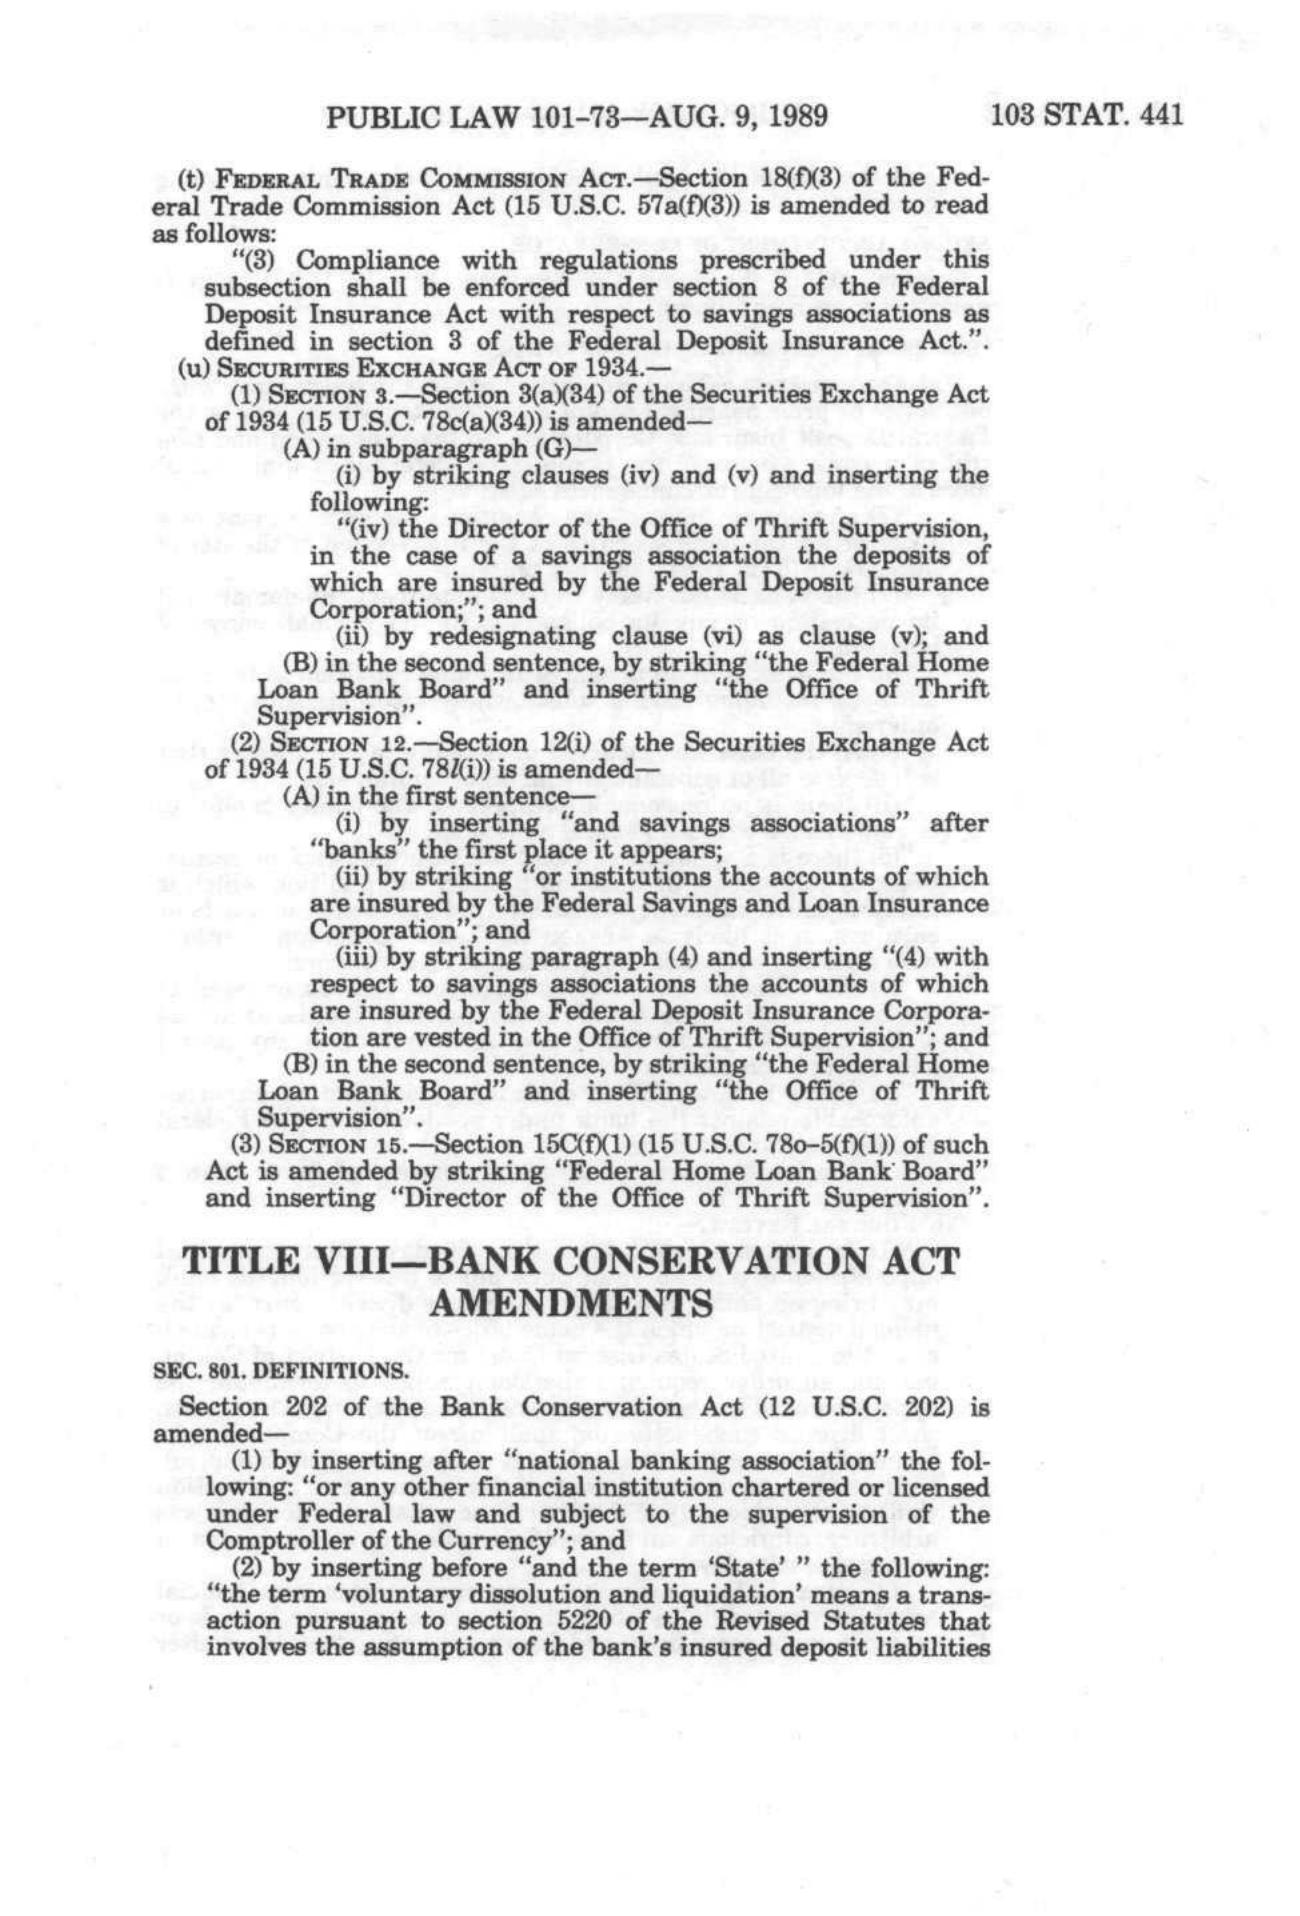 PUBLIC LAW 101-73—AUG. 9, 1989 103 STAT. 441
(t) FEDERAL TRADE COMMISSION ACT.—Section 18(f)(3) of the Fed-
eral Trade Commission Act (15 U.S.C. 57a(f)(3)) is amended to read
as follows:
"(3) Compliance with regulations prescribed under this
subsection shall be enforced under section 8 of the Federal
Deposit Insurance Act with respect to savings associations as
defined in section 3 of the Federal Deposit Insurance Act.".
(u) SECURITIES EXCHANGE ACT OF 1934.—
(1) SECTION 3.—Section 3(a)(34) of the Securities Exchange Act
of 1934 (15 U.S.C. 78c(a)(34)) is amended—
(A) in subparagraph (G)—
(i) by striking clauses (iv) and (v) and inserting the
following:
"(iv) the Director of the Office of Thrift Supervision,
in the case of a savings association the deposits of
which are insured by the Federal Deposit Insurance
Corporation;"; and
(ii) by redesignating clause (vi) as clause (v); and
(B) in the second sentence, by striking "the Federal Home
Loan Bank Board" and inserting "the Office of Thrift
Supervision".
(2) SECTION 12.—Section 12(i) of the Securities Exchange Act
of 1934 (15 U.S.C. 78l(i)) is amended—
(A) in the first sentence—
(i) by inserting "and savings associations" after
"banks" the first place it appears;
(ii) by striking "or institutions the accounts of which
are insured by the Federal Savings and Loan Insurance
Corporation"; and
(iii) by striking paragraph (4) and inserting "(4) with
respect to savings associations the accounts of which
are insured by the Federal Deposit Insurance Corpora-
tion are vested in the Office of Thrift Supervision"; and
(B) in the second sentence, by striking "the Federal Home
Loan Bank Board" and inserting "the Office of Thrift
Supervision".
(3) SECTION 15.—Section 15C(f)(1) (15 U.S.C. 78o-5(f)(1)) of such
Act is amended by striking "Federal Home Loan Bank Board"
and inserting "Director of the Office of Thrift Supervision".
TITLE VIII—BANK CONSERVATION ACT
AMENDMENTS
SEC. 801. DEFINITIONS.
Section 202 of the Bank Conservation Act (12 U.S.C. 202) is
amended—
(1) by inserting after "national banking association" the fol-
lowing: "or any other financial institution chartered or licensed
under Federal law and subject to the supervision of the
Comptroller of the Currency"; and
(2) by inserting before "and the term 'State' " the following:
"the term 'voluntary dissolution and liquidation' means a trans-
action pursuant to section 5220 of the Revised Statutes that
involves the assumption of the bank's insured deposit liabilities